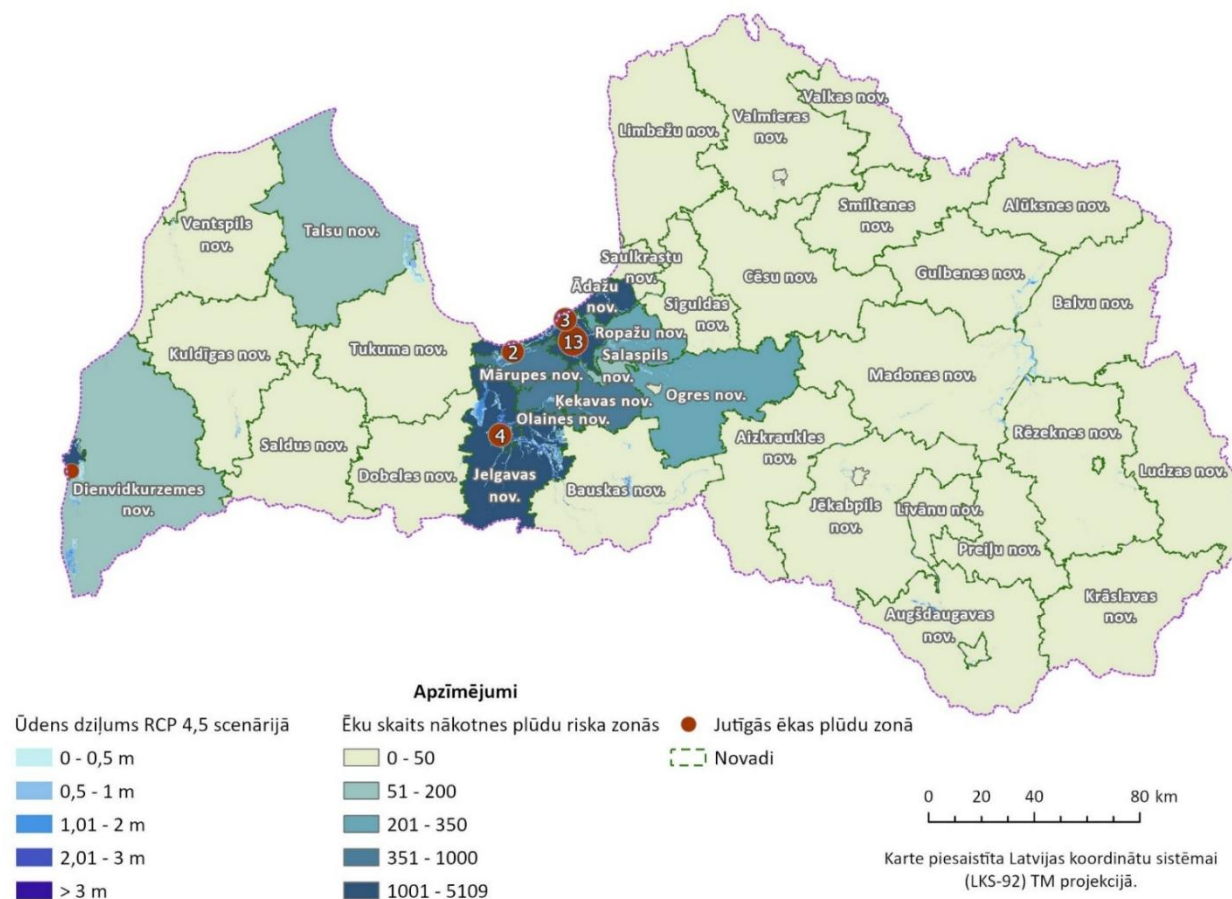 Valkas nov.
Limbažu nov.
Valmieras
nov.
Alūksnes nov.
Smiltenes
nov.
Ventspils
nov.
Talsu nov.
Saulkrastu
nov.
Cēsu nov.
Gulbenes nov.
Balvu nov.
Ādažu
nov.
Siguldas
nov.
3
Ropažu nov.
13
2
Kuldīgas nov.
Tukuma nov.
Salaspils
nov.
Mārupes nov.
Madonas nov.
Ķekavas nov.
Ogres nov.
Olaines nov.
4
Saldus nov.
Aizkraukles
nov.
Rēzeknes nov.
Ludzas nov.
Dobeles nov.
Jelgavas
nov.
Bauskas nov.
Dienvidkurzemes
nov.
Jēkabpils
nov.
Līvānu nov.
Preiļu nov.
Krāslavas
nov.
Augšdaugavas
nov.
Apzīmējumi
Ūdens dziļums RCP 4,5 scenārijā
0 - 0,5 m
0,5 - 1 m
1,01 - 2 m
2,01 - 3 m
> 3 m
Ēku skaits nākotnes plūdu riska zonās
0 - 50
51 - 200
201 - 350
351 - 1000
1001 - 5109
Jutīgās ēkas plūdu zonā
Novadi
0 20 40 80 km
Karte piesaistīta Latvijas koordinātu sistēmai
(LKS-92) TM projekcijā.